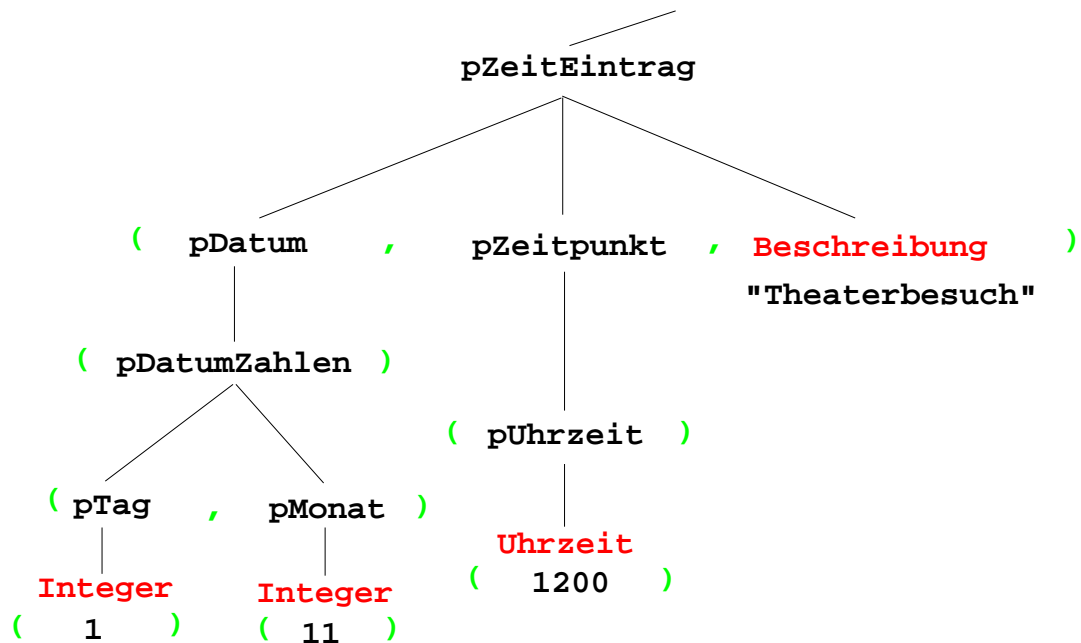 pZeitEintrag
( pDatum , pZeitpunkt , Beschreibung )
"Theaterbesuch"
( pDatumZahlen )
( pUhrzeit )
( pTag , pMonat )
Uhrzeit
( 1200 )
Integer Integer
( 1 ) ( 11 )